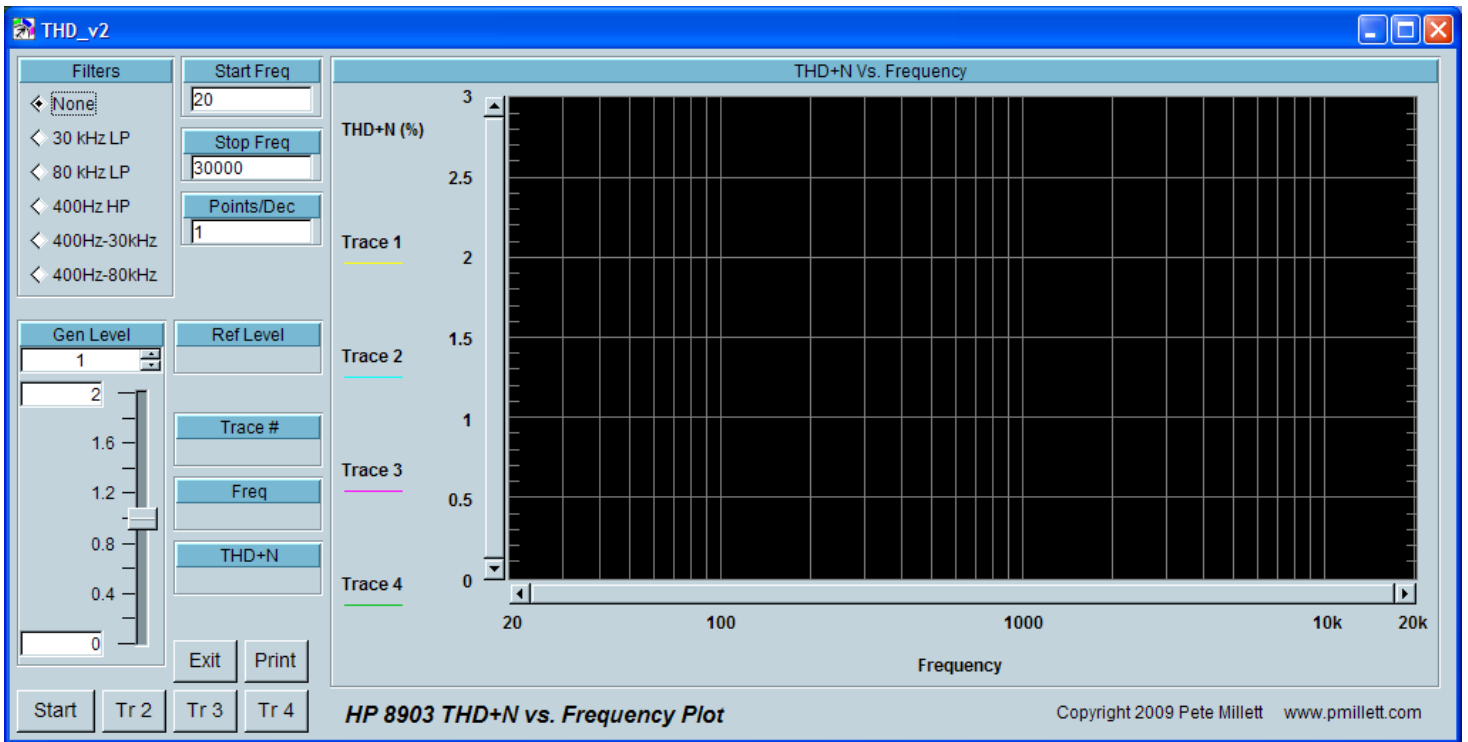 THD_v2
Filters
None
30 kHz LP
80 kHz LP
400Hz HP
400Hz-30kHz
400Hz-80kHz
Start Freq
20
Stop Freq
30000
Points/Dec
1
Gen Level
1
2
1.6
1.2
0.8
0.4
0
Ref Level
Trace #
Freq
THD+N
Exit
Print
Start
Tr 2
Tr 3
Tr 4
THD+N Vs. Frequency
THD+N (%)
Trace 1
Trace 2
Trace 3
Trace 4
3
2.5
2
1.5
1
0.5
0
20
100
1000
10k
20k
Frequency
HP 8903 THD+N vs. Frequency Plot
Copyright 2009 Pete Millett www.pmillett.com